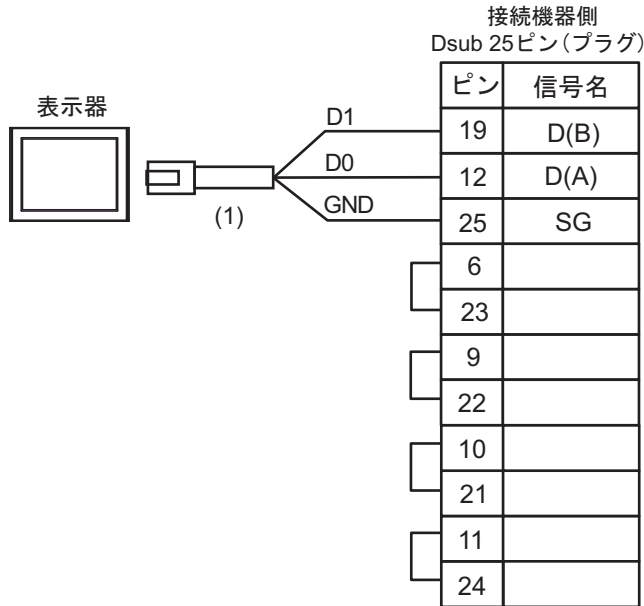 接続機器側
Dsub 25ピン(プラグ)
ピン 信号名
表示器
D1
19 D(B)
D0
12 D(A)
GND
25 SG
(1)
6
23
9
22
10
21
11
24